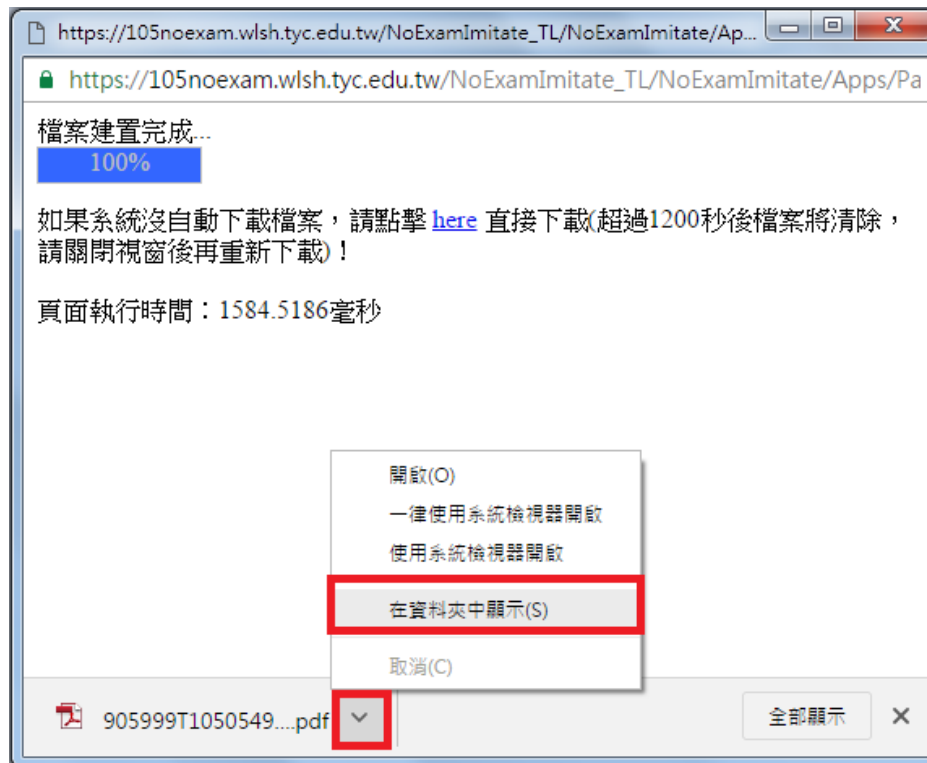 https://105noexam.wlsh.tyc.edu.tw/NoExamImitate_TL/NoExamImitate/Ap...
https://105noexam.wlsh.tyc.edu.tw/NoExamImitate_TL/NoExamImitate/Apps/Pa
檔案建置完成...
100%
如果系統沒自動下載檔案，請點擊 here 直接下載(超過1200秒後檔案將清除，
請關閉視窗後再重新下載)！
頁面執行時間：1584.5186毫秒
開啟(O)
一律使用系統檢視器開啟
使用系統檢視器開啟
在資料夾中顯示(S)
取消(C)
905999T1050549....pdf
全部顯示